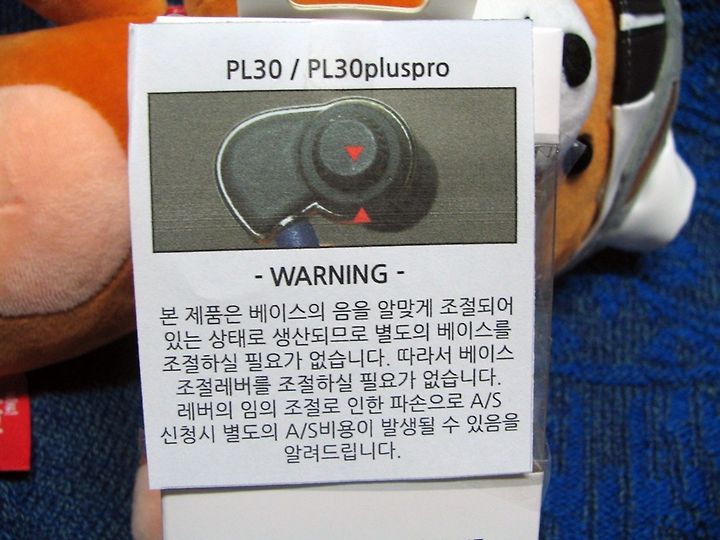 PL30 / PL30pluspro
- WARNING -
본 제품은 베이스의 음을 알맞게 조절되어
있는 상태로 생산되므로 별도의 베이스를
조절하실 필요가 없습니다. 따라서 베이스
조절레버를 조절하실 필요가 없습니다.
레버의 임의 조절로 인한 파손으로 A/S
신청시 별도의 A/S비용이 발생될 수 있음을
알려드립니다.